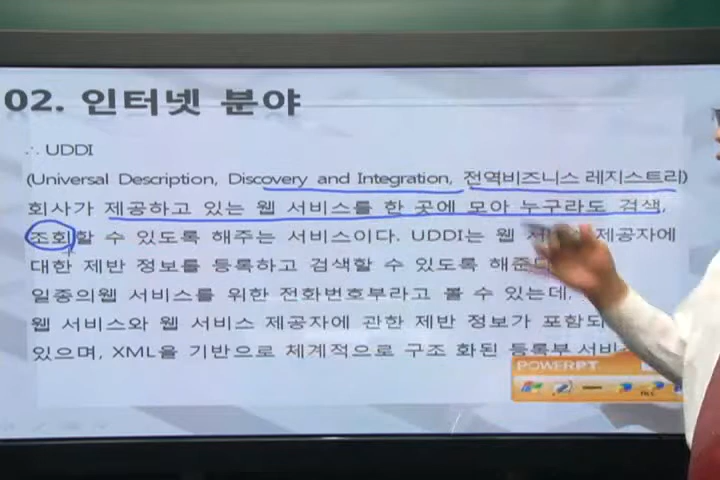 02. 인터넷 분야
∴ UDDI
(Universal Description, Discovery and Integration, 전역비즈니스 레지스트리)
회사가 제공하고 있는 웹 서비스를 한 곳에 모아 누구라도 검색,
조회할 수 있도록 해주는 서비스이다. UDDI는 웹 제공자에
대한 제반 정보를 등록하고 검색할 수 있도록 해준다
일종의웹 서비스를 위한 전화번호부라고 볼 수 있는데,
웹 서비스와 웹 서비스 제공자에 관한 제반 정보가 포함되
있으며, XML을 기반으로 체계적으로 구조 화된 등록부
POWERPT